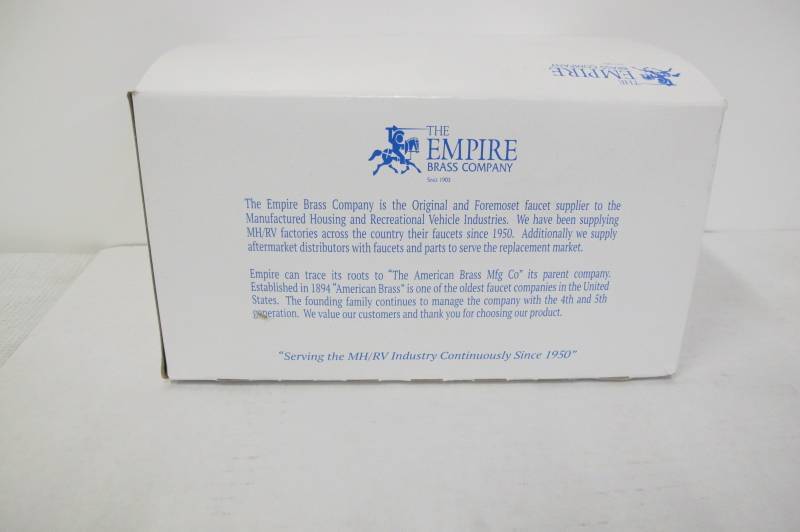 THE
EMPIRE
BRASS COMPANY
THE
EMPIRE
BRASS COMPANY
Since 1903
The Empire Brass Company is the Original and Foremoset faucet supplier to the
Manufactured Housing and Recreational Vehicle Industries. We have been supplying
MH/RV factories across the country their faucets since 1950. Additionally we supply
aftermarket distributors with faucets and parts to serve the replacement market.
Empire can trace its roots to "The American Brass Mfg Co" its parent company.
Established in 1894 "American Brass" is one of the oldest faucet companies in the United
States. The founding family continues to manage the company with the 4th and 5th
generation. We value our customers and thank you for choosing our product.
"Serving the MH/RV Industry Continuously Since 1950"